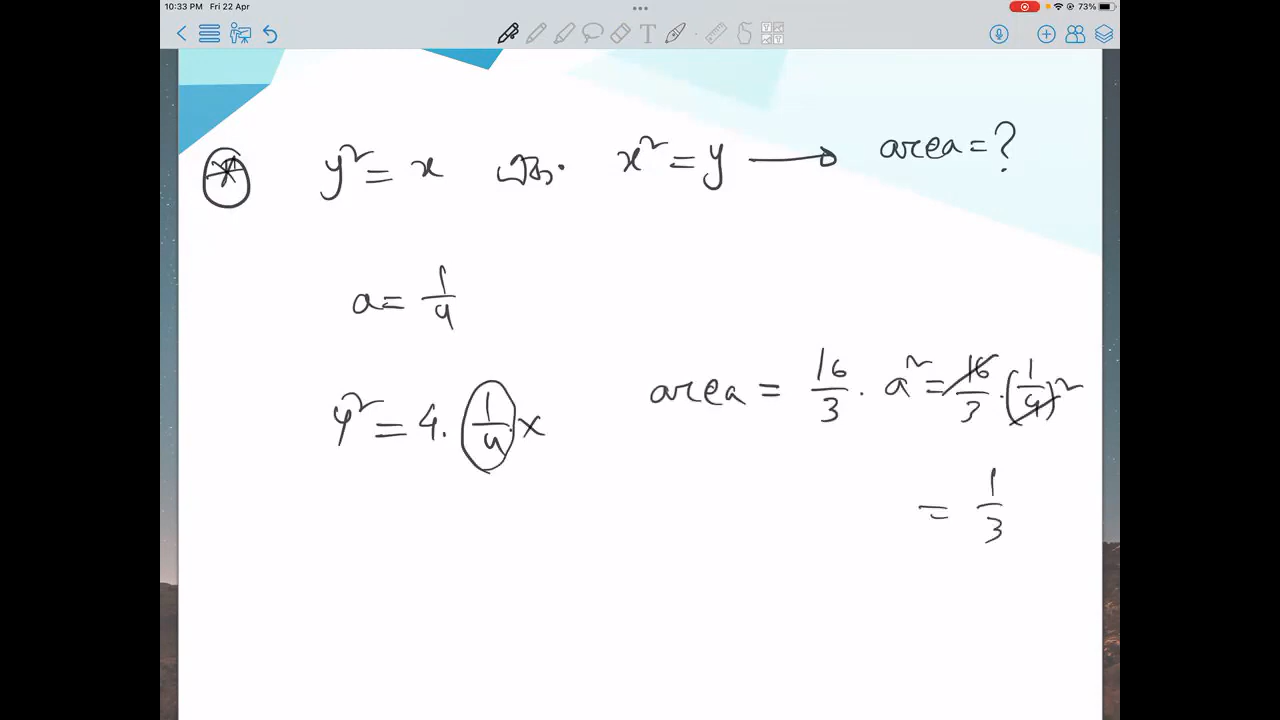 10:33 PM Fri 22 Apr
73%
T
* y² = x এবং x² = y → area = ?
a = 1/4
y² = 4 · 1/4 · x
area = 16/3 · a² = 16/3 · (1/4)²
= 1/3